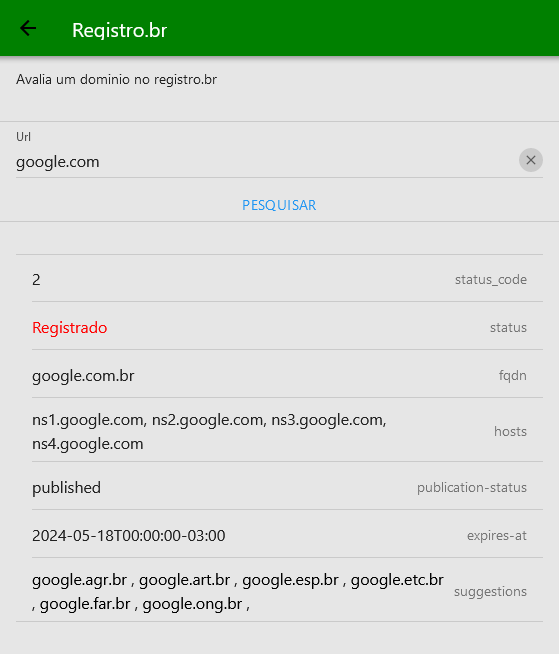 Registro.br
Avalia um dominio no registro.br
Url
google.com
PESQUISAR
2 status_code
Registrado status
google.com.br fqdn
ns1.google.com, ns2.google.com, ns3.google.com,
ns4.google.com
hosts
published publication-status
2024-05-18T00:00:00-03:00 expires-at
google.agr.br , google.art.br , google.esp.br , google.etc.br
, google.far.br , google.ong.br ,
suggestions